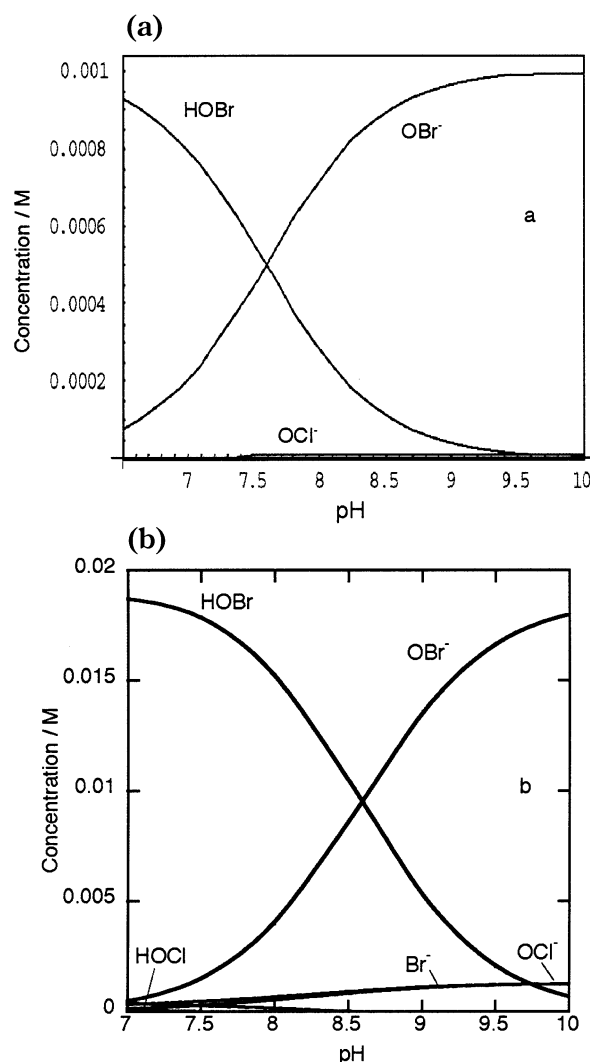 (a)
0.001
HOBr
OBr⁻
0.0008
a
0.0006
Concentration / M
0.0004
0.0002
OCl⁻
7 7.5 8 8.5 9 9.5 10
pH
(b)
0.02
HOBr
OBr⁻
0.015
Concentration / M
0.01
b
0.005
HOCl
Br⁻
OCl⁻
0
7 7.5 8 8.5 9 9.5 10
pH